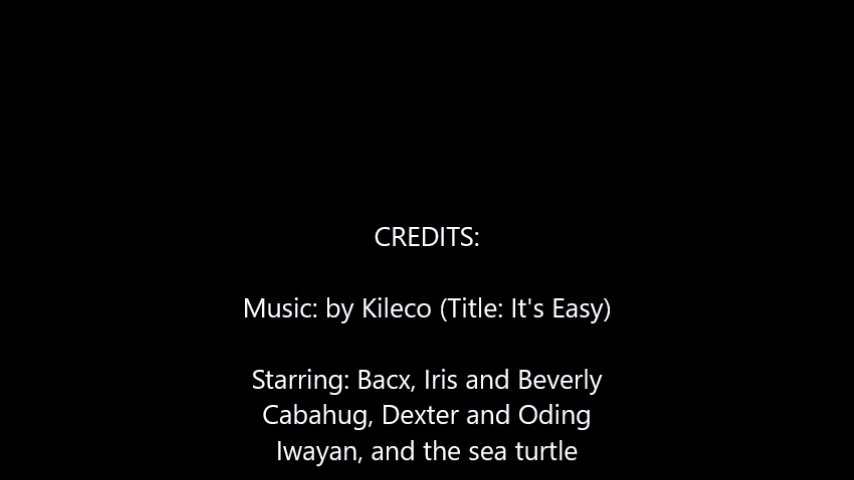 CREDITS:
Music: by Kileco (Title: It's Easy)
Starring: Bacx, Iris and Beverly
Cabahug, Dexter and Oding
Iwayan, and the sea turtle